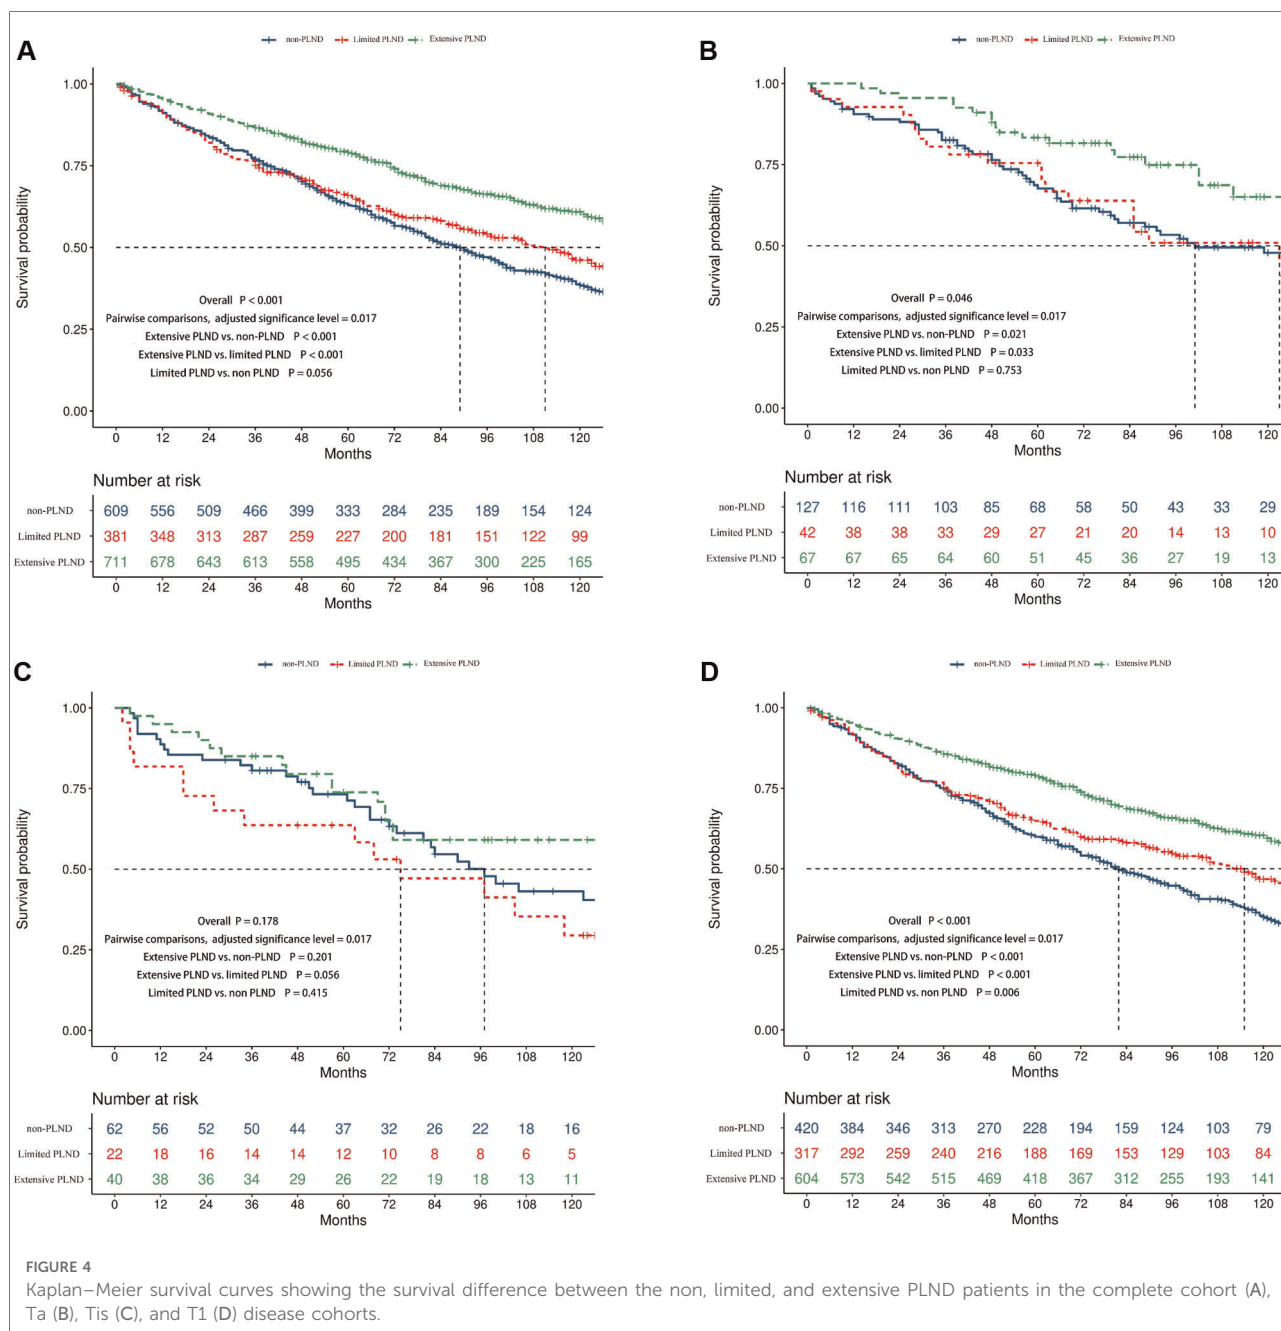 A
non-PLND Limited PLND Extensive PLND
1.00
0.75
0.50
0.25
0.00
Survival probability
Overall P < 0.001
Pairwise comparisons, adjusted significance level = 0.017
Extensive PLND vs. non-PLND P < 0.001
Extensive PLND vs. limited PLND P < 0.001
Limited PLND vs. non PLND P = 0.056
0 12 24 36 48 60 72 84 96 108 120
Months
Number at risk
non-PLND 609 556 509 466 399 333 284 235 189 154 124
Limited PLND 381 348 313 287 259 227 200 181 151 122 99
Extensive PLND 711 678 643 613 558 495 434 367 300 225 165
0 12 24 36 48 60 72 84 96 108 120
Months
B
non-PLND Limited PLND Extensive PLND
1.00
0.75
0.50
0.25
0.00
Survival probability
Overall P = 0.046
Pairwise comparisons, adjusted significance level = 0.017
Extensive PLND vs. non-PLND P = 0.021
Extensive PLND vs. limited PLND P = 0.033
Limited PLND vs. non PLND P = 0.753
0 12 24 36 48 60 72 84 96 108 120
Months
Number at risk
non-PLND 127 116 111 103 85 68 58 50 43 33 29
Limited PLND 42 38 38 33 29 27 21 20 14 13 10
Extensive PLND 67 67 65 64 60 51 45 36 27 19 13
0 12 24 36 48 60 72 84 96 108 120
Months
C
non-PLND Limited PLND Extensive PLND
1.00
0.75
0.50
0.25
0.00
Survival probability
Overall P = 0.178
Pairwise comparisons, adjusted significance level = 0.017
Extensive PLND vs. non-PLND P = 0.201
Extensive PLND vs. limited PLND P = 0.056
Limited PLND vs. non PLND P = 0.415
0 12 24 36 48 60 72 84 96 108 120
Months
Number at risk
non-PLND 62 56 52 50 44 37 32 26 22 18 16
Limited PLND 22 18 16 14 14 12 10 8 8 6 5
Extensive PLND 40 38 36 34 29 26 22 19 18 13 11
0 12 24 36 48 60 72 84 96 108 120
Months
D
non-PLND Limited PLND Extensive PLND
1.00
0.75
0.50
0.25
0.00
Survival probability
Overall P < 0.001
Pairwise comparisons, adjusted significance level = 0.017
Extensive PLND vs. non-PLND P < 0.001
Extensive PLND vs. limited PLND P < 0.001
Limited PLND vs. non PLND P = 0.006
0 12 24 36 48 60 72 84 96 108 120
Months
Number at risk
non-PLND 420 384 346 313 270 228 194 159 124 103 79
Limited PLND 317 292 259 240 216 188 169 153 129 103 84
Extensive PLND 604 573 542 515 469 418 367 312 255 193 141
0 12 24 36 48 60 72 84 96 108 120
Months
FIGURE 4
Kaplan–Meier survival curves showing the survival difference between the non, limited, and extensive PLND patients in the complete cohort (A),
Ta (B), Tis (C), and T1 (D) disease cohorts.